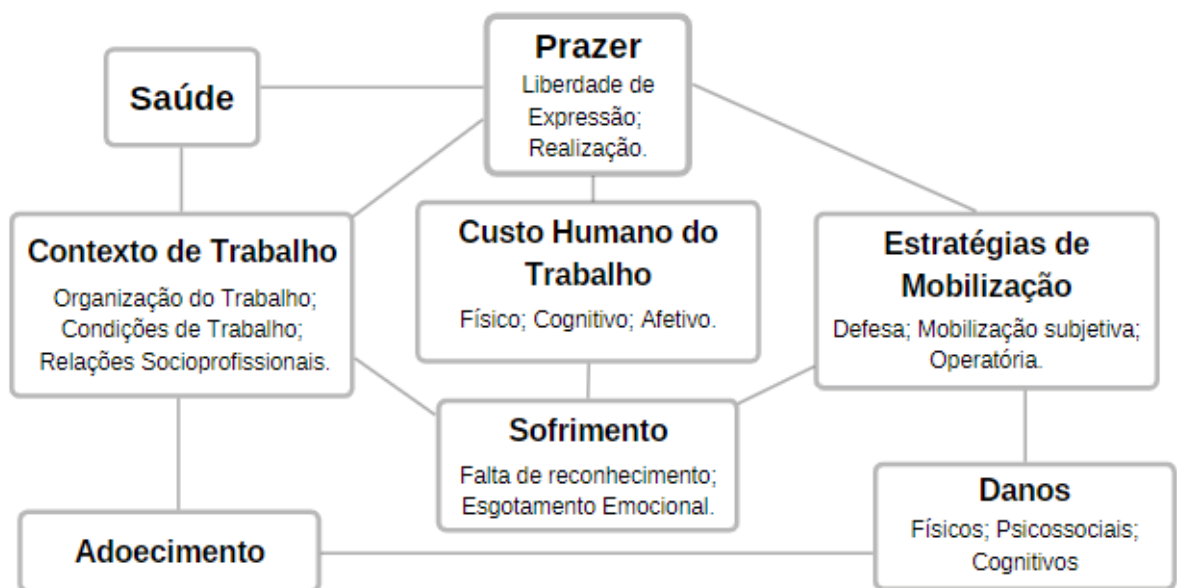 Saúde
Prazer
Liberdade de
Expressão;
Realização.
Contexto de Trabalho
Organização do Trabalho;
Condições de Trabalho;
Relações Socioprofissionais.
Custo Humano do
Trabalho
Físico; Cognitivo; Afetivo.
Estratégias de
Mobilização
Defesa; Mobilização subjetiva;
Operatória.
Sofrimento
Falta de reconhecimento;
Esgotamento Emocional.
Adoecimento
Danos
Físicos; Psicossociais;
Cognitivos